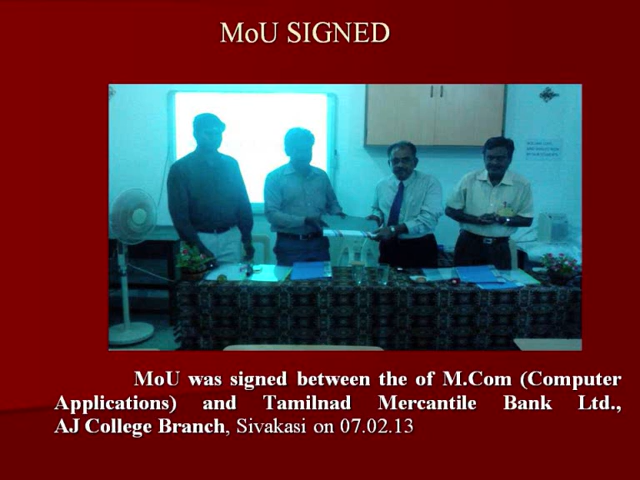 MoU SIGNED
MoU was signed between the of M.Com (Computer
Applications) and Tamilnad Mercantile Bank Ltd.,
AJ College Branch, Sivakasi on 07.02.13